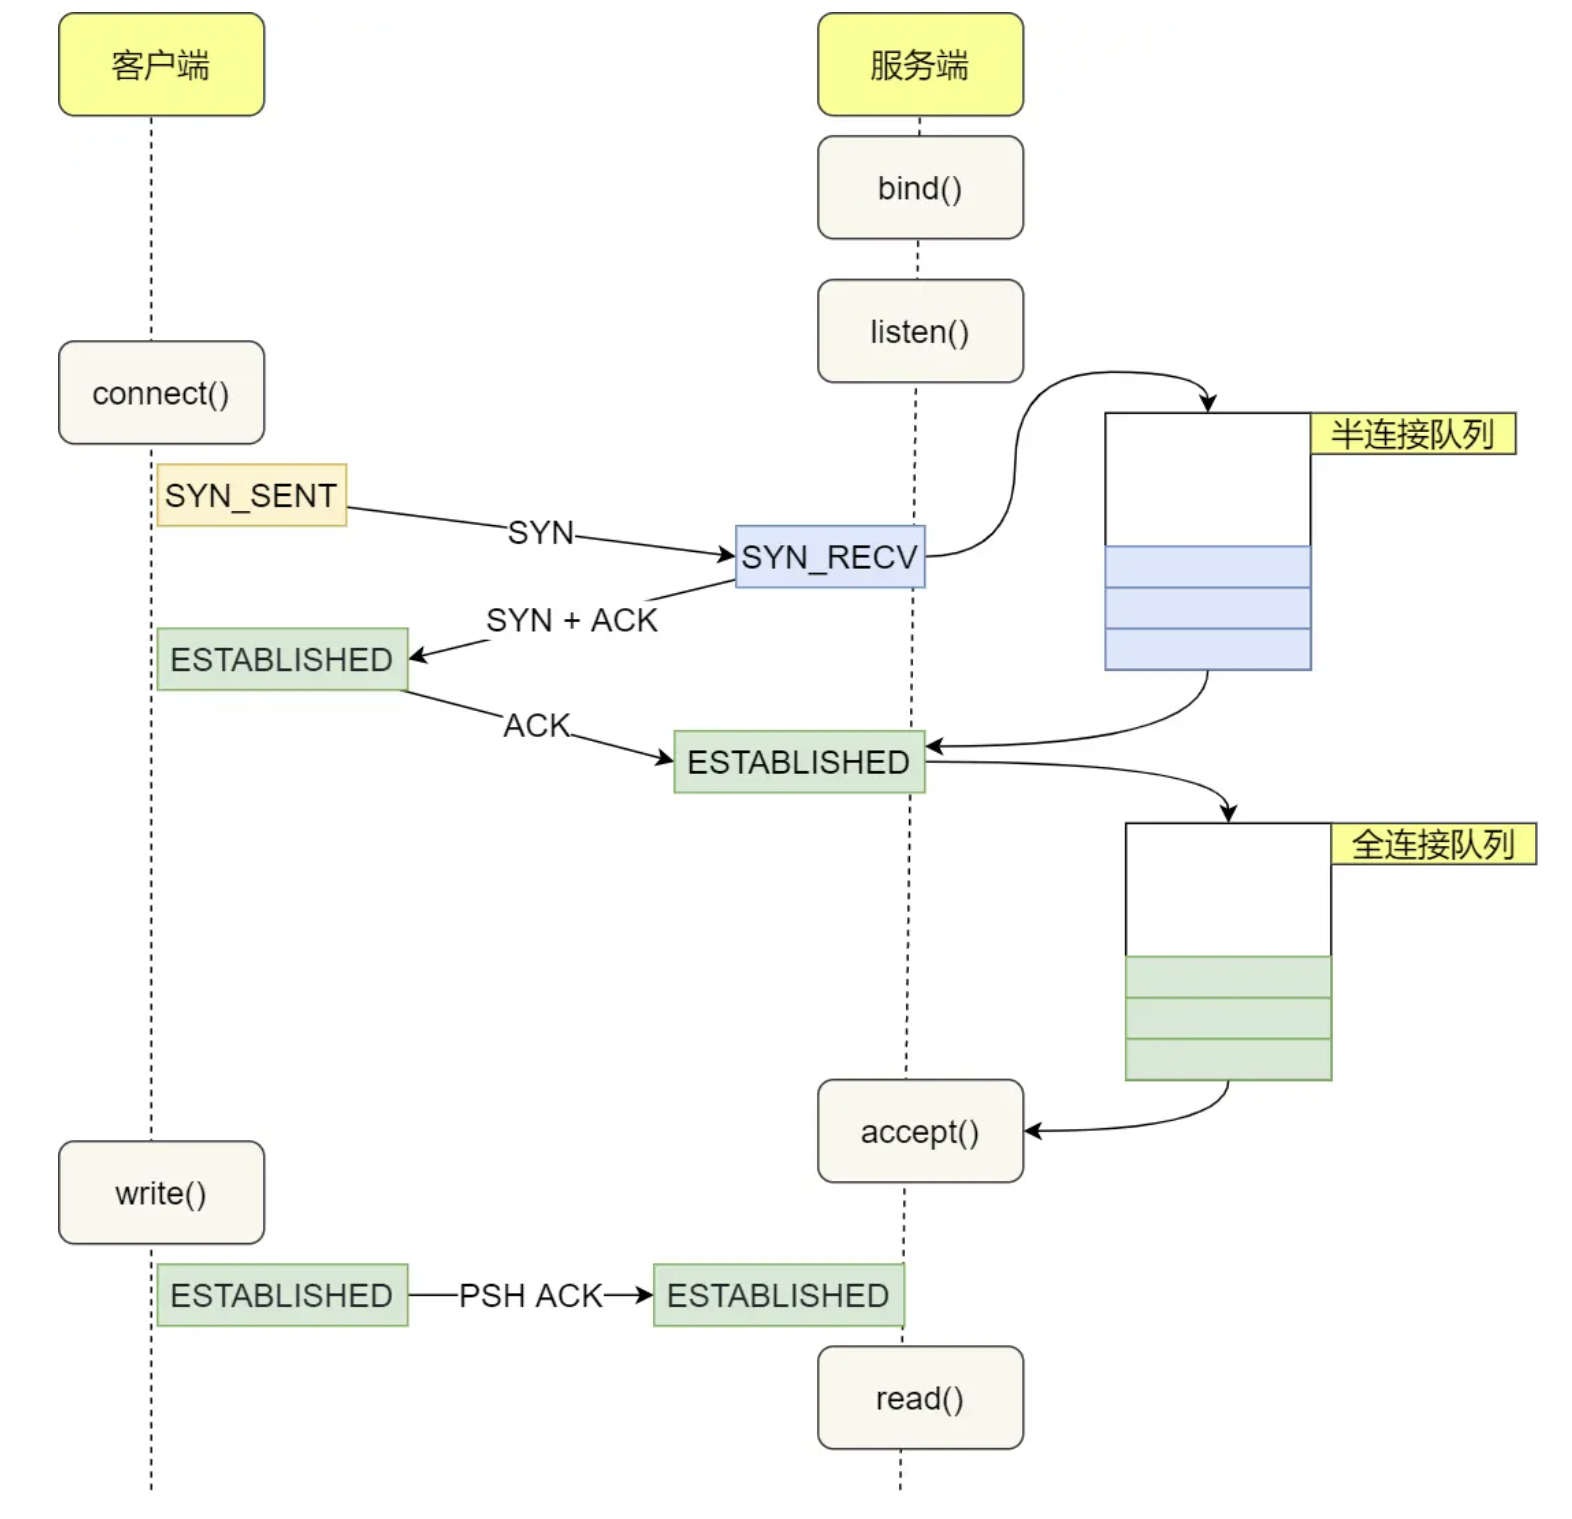 客户端
服务端
bind()
listen()
connect()
半连接队列
SYN_SENT
SYN
SYN_RECV
SYN + ACK
ESTABLISHED
ACK
ESTABLISHED
全连接队列
accept()
write()
ESTABLISHED
PSH ACK
ESTABLISHED
read()